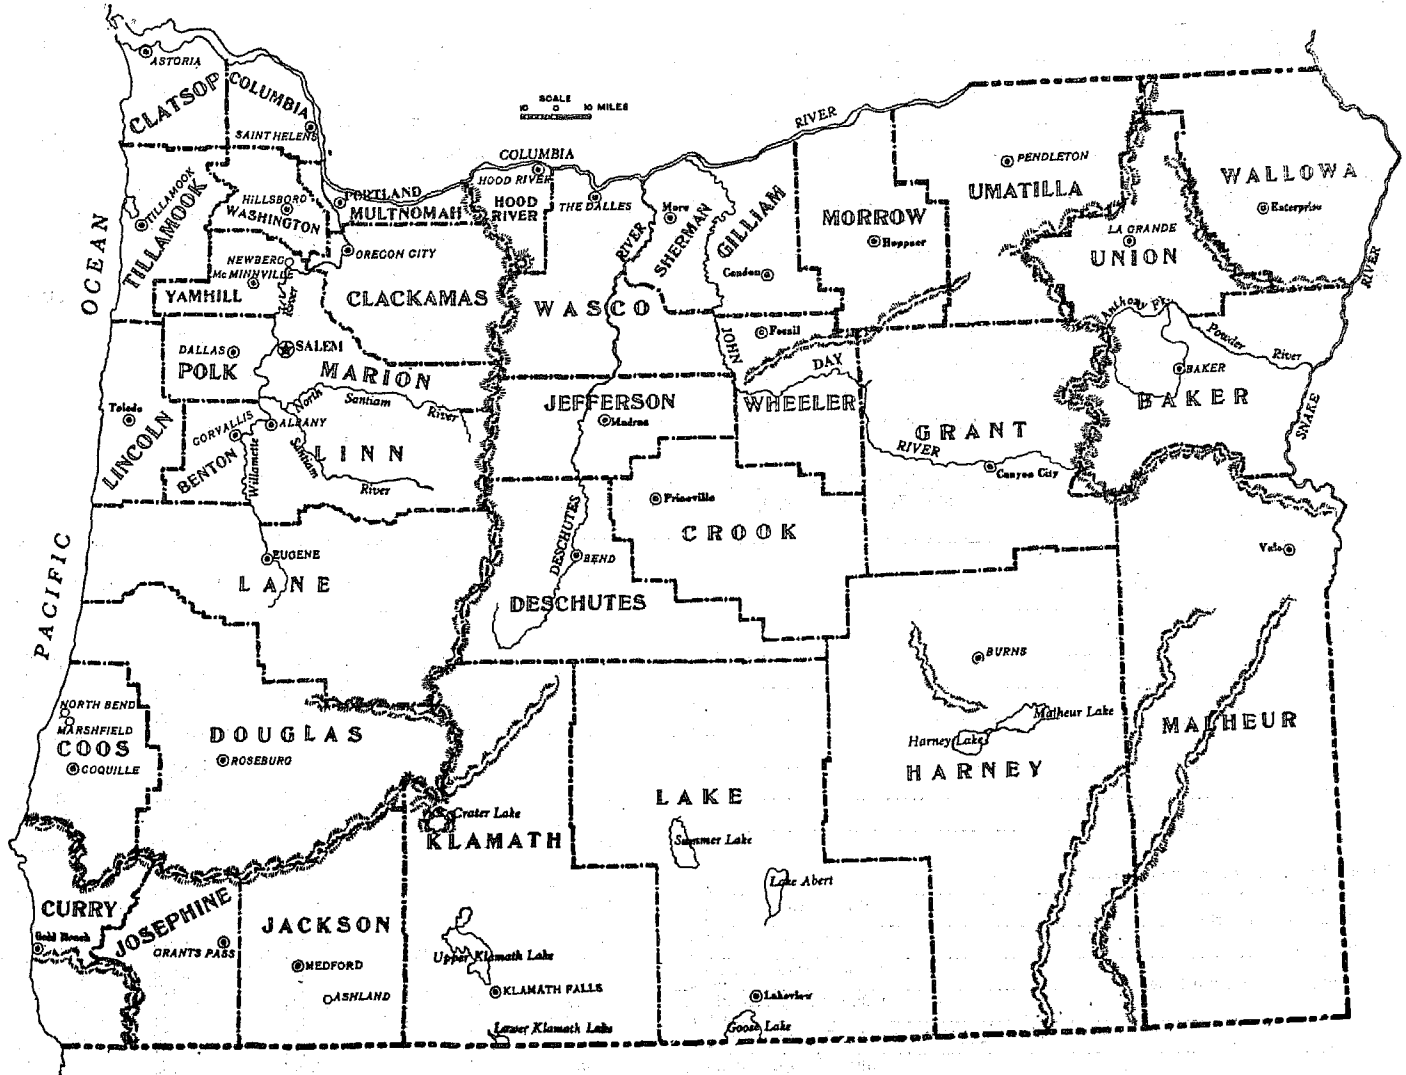 ASTORIA
CLATSOP
COLUMBIA
SAINT HELENS
SCALE
10 0 10 MILES
RIVER
COLUMBIA
HOOD RIVER
HOOD
RIVER
THE DALLES
PORTLAND
MULTNOMAH
TILLAMOOK
TILLAMOOK
HILLSBORO
WASHINGTON
OREGON CITY
NEWBERG
McMINNVILLE
YAMHILL
River
CLACKAMAS
WASCO
RIVER
Moro
SHERMAN
GILLIAM
Condon
MORROW
Heppner
PENDLETON
UMATILLA
WALLOWA
Enterprise
LA GRANDE
UNION
RIVER
OCEAN
DALLAS
POLK
SALEM
MARION
North
Santiam
River
JEFFERSON
Madras
Fossil
JOHN
DAY
WHEELER
Anthony Pk.
Powder
River
BAKER
BAKER
SNAKE
Toledo
LINCOLN
CORVALLIS
BENTON
ALBANY
Willamette
Santiam
River
LINN
GRANT
RIVER
Canyon City
Prineville
CROOK
DESCHUTES
BEND
DESCHUTES
EUGENE
LANE
Vale
PACIFIC
BURNS
Malheur Lake
Harney Lake
HARNEY
MALHEUR
NORTH BEND
MARSHFIELD
COOS
COQUILLE
DOUGLAS
ROSEBURG
Crater Lake
KLAMATH
LAKE
Summer Lake
Lake Abert
CURRY
Gold Beach
JOSEPHINE
GRANTS PASS
JACKSON
MEDFORD
ASHLAND
Upper Klamath Lake
KLAMATH FALLS
Lower Klamath Lake
Lakeview
Goose Lake